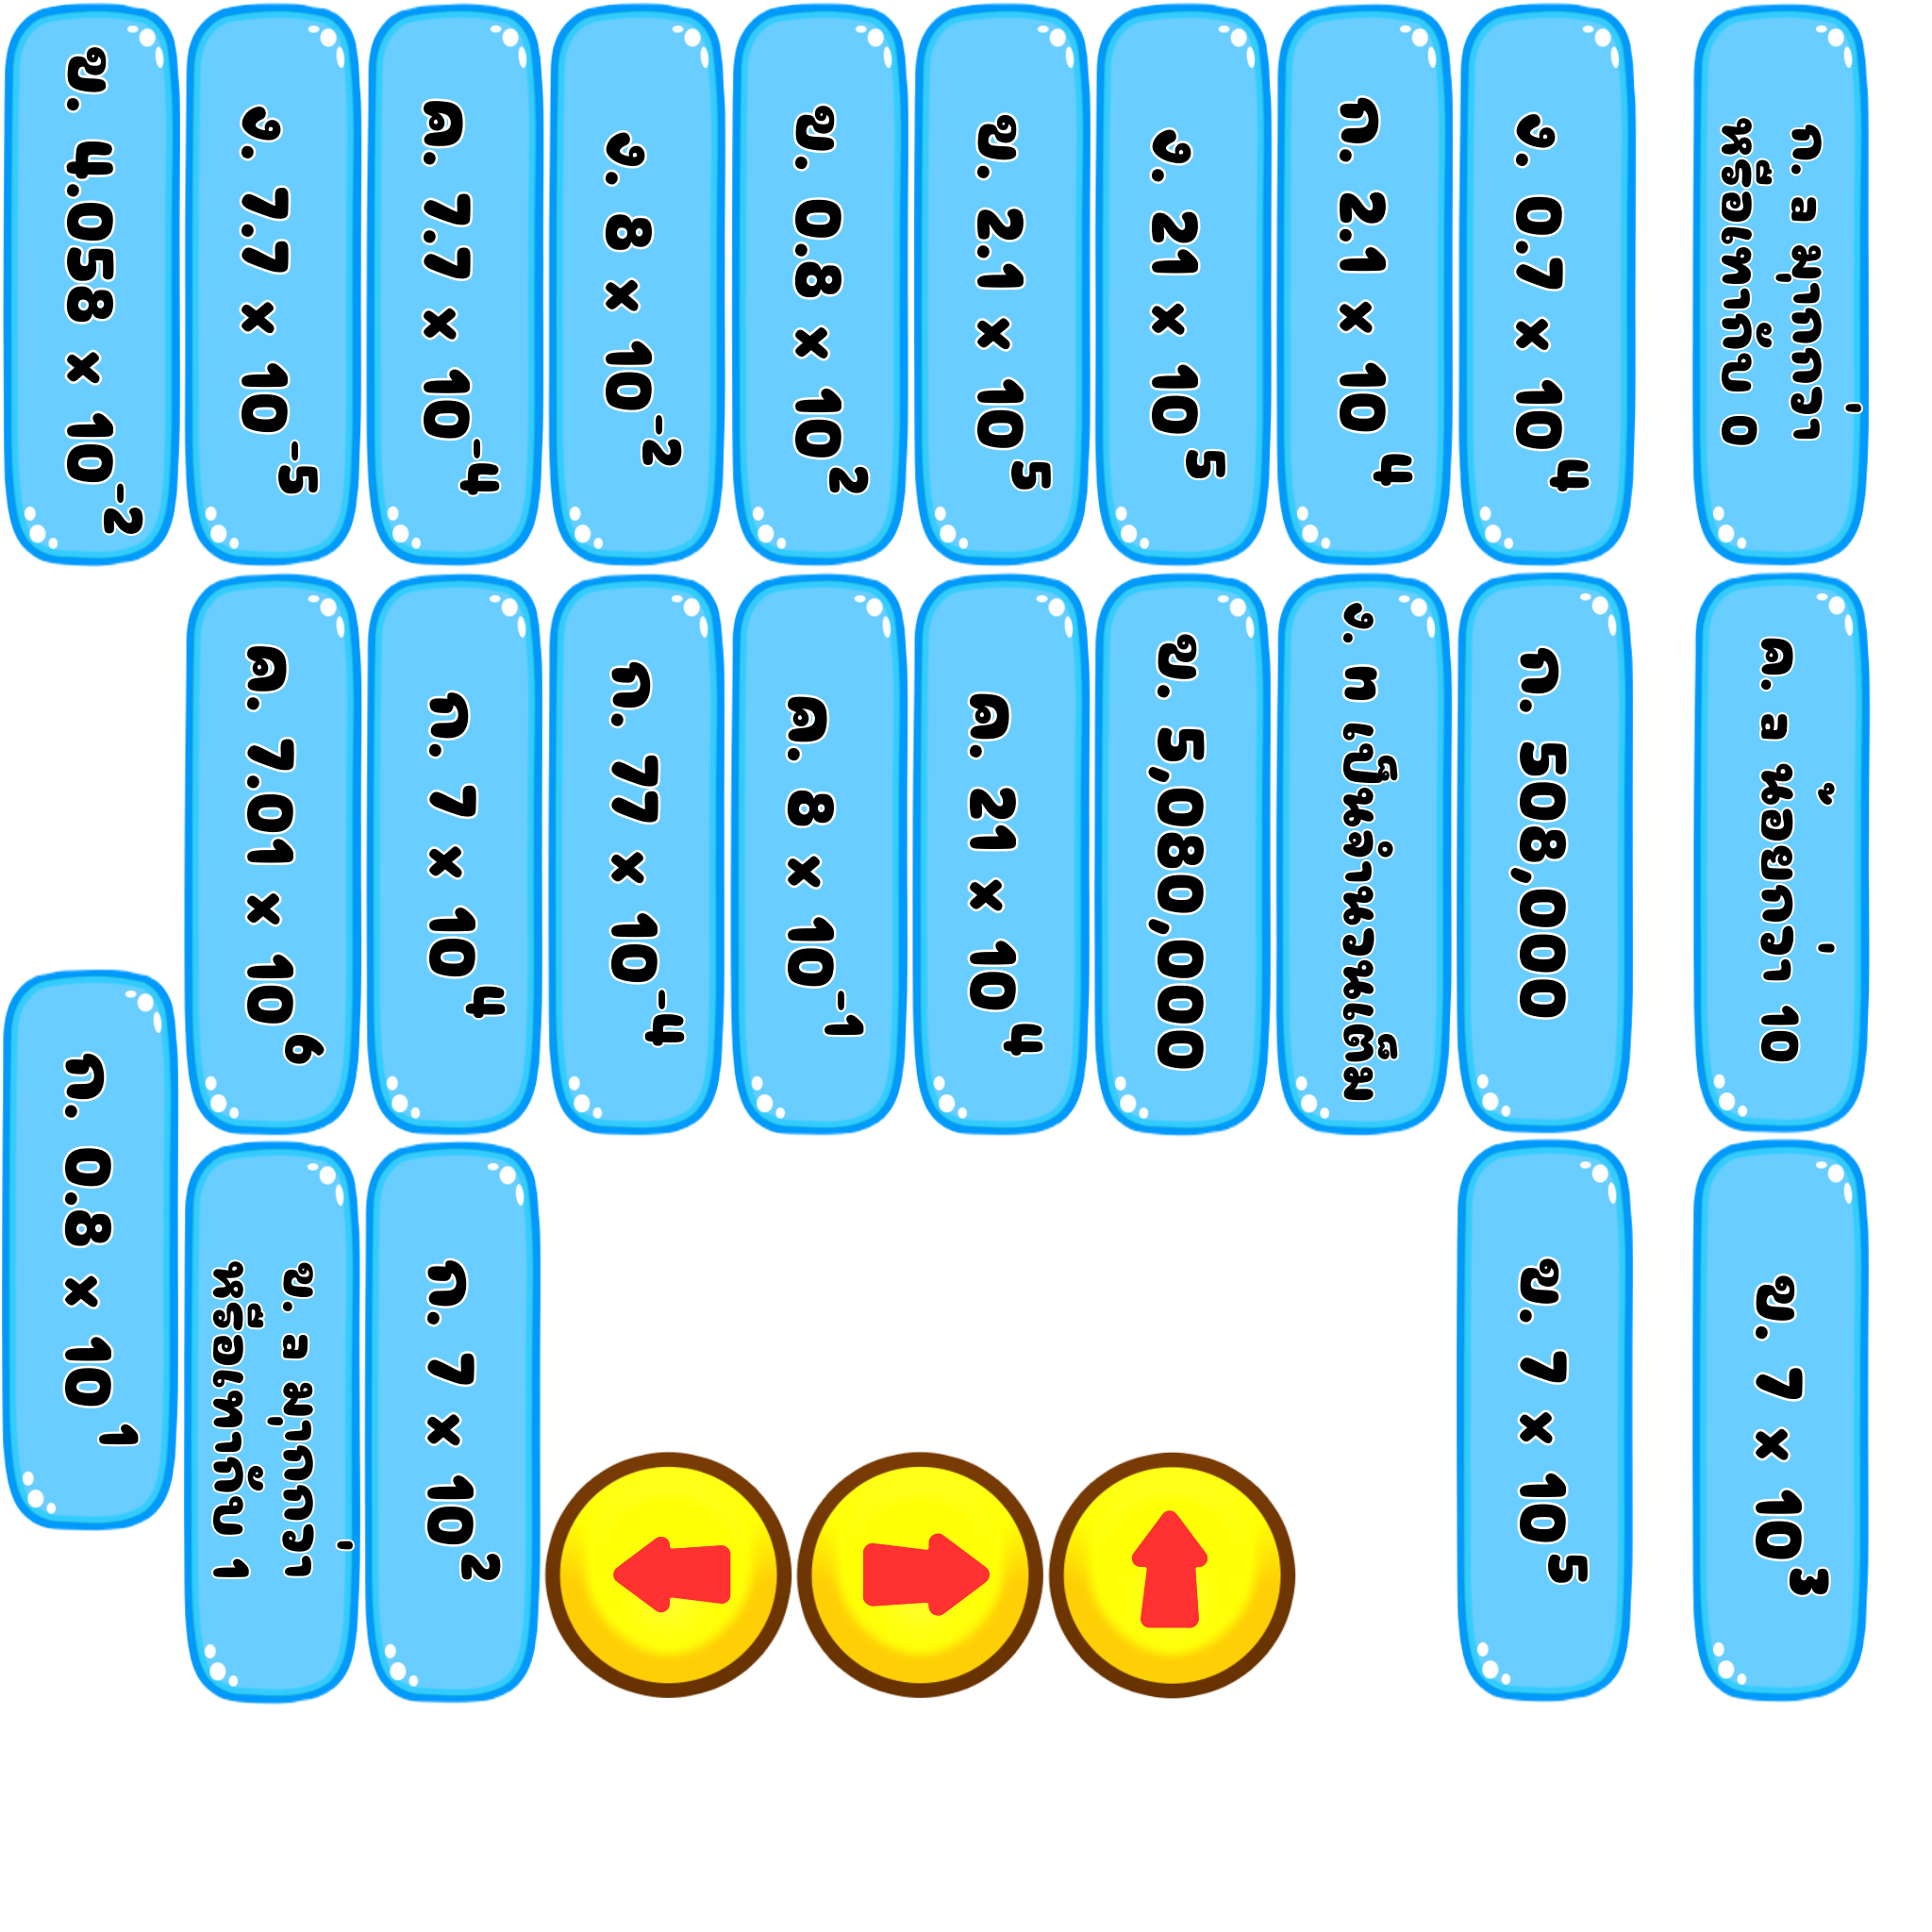 ข. 4.058 x 10⁻²
ง. 7.7 x 10⁻⁵
ค. 7.7 x 10⁻⁴
ง. 8 x 10⁻²
ข. 0.8 x 10²
ข. 2.1 x 10⁵
ง. 21 x 10⁵
ก. 2.1 x 10⁴
ง. 0.7 x 10⁴
ก. a มากกว่า
หรือเท่ากับ 0
ค. 7.01 x 10⁶
ก. 7 x 10⁴
ก. 77 x 10⁻⁴
ค. 8 x 10⁻¹
ค. 21 x 10⁴
ข. 5,080,000
ง. n เป็นจำนวนเต็ม
ก. 508,000
ค. a น้อยกว่า 10
ก. 0.8 x 10¹
ข. a มากกว่า
หรือเท่ากับ 1
ค. 7 x 10²
ข. 7 x 10⁵
ข. 7 x 10³